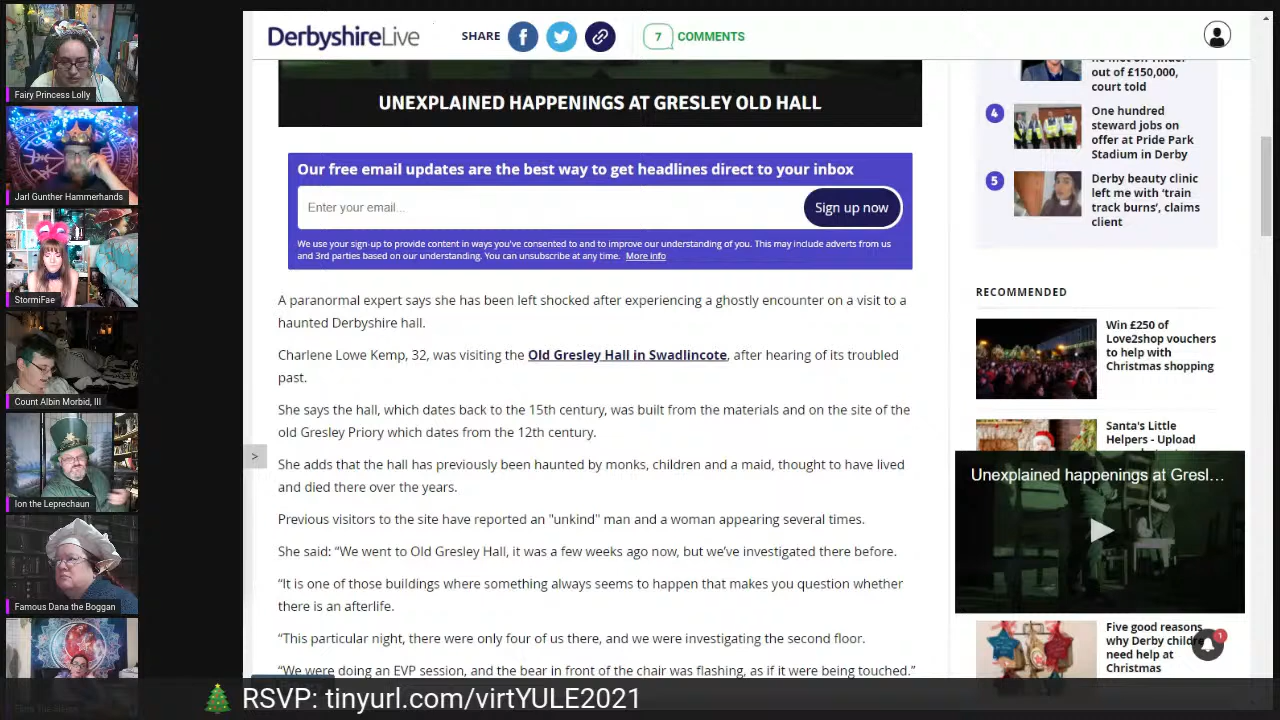 Fairy Princess Lolly
Jarl Gunther Hammerhands
StormiFae
Count Albin Morbid, III
Ion the Leprechaun
Famous Dana the Boggan
DerbyshireLive
SHARE
7
COMMENTS
UNEXPLAINED HAPPENINGS AT GRESLEY OLD HALL
Our free email updates are the best way to get headlines direct to your inbox
Enter your email...
Sign up now
We use your sign-up to provide content in ways you've consented to and to improve our understanding of you. This may include adverts from us
and 3rd parties based on our understanding. You can unsubscribe at any time. More info
A paranormal expert says she has been left shocked after experiencing a ghostly encounter on a visit to a
haunted Derbyshire hall.
Charlene Lowe Kemp, 32, was visiting the Old Gresley Hall in Swadlincote, after hearing of its troubled
past.
She says the hall, which dates back to the 15th century, was built from the materials and on the site of the
old Gresley Priory which dates from the 12th century.
>
She adds that the hall has previously been haunted by monks, children and a maid, thought to have lived
and died there over the years.
Previous visitors to the site have reported an "unkind" man and a woman appearing several times.
She said: “We went to Old Gresley Hall, it was a few weeks ago now, but we’ve investigated there before.
“It is one of those buildings where something always seems to happen that makes you question whether
there is an afterlife.
“This particular night, there were only four of us there, and we were investigating the second floor.
“We were doing an EVP session, and the bear in front of the chair was flashing, as if it were being touched.”
out of £150,000,
court told
4
One hundred
steward jobs on
offer at Pride Park
Stadium in Derby
5
Derby beauty clinic
left me with ‘train
track burns’, claims
client
RECOMMENDED
Win £250 of
Love2shop vouchers
to help with
Christmas shopping
Santa's Little
Helpers - Upload
Unexplained happenings at Gresl...
Five good reasons
why Derby childre
need help at
Christmas
1
RSVP: tinyurl.com/virtYULE2021